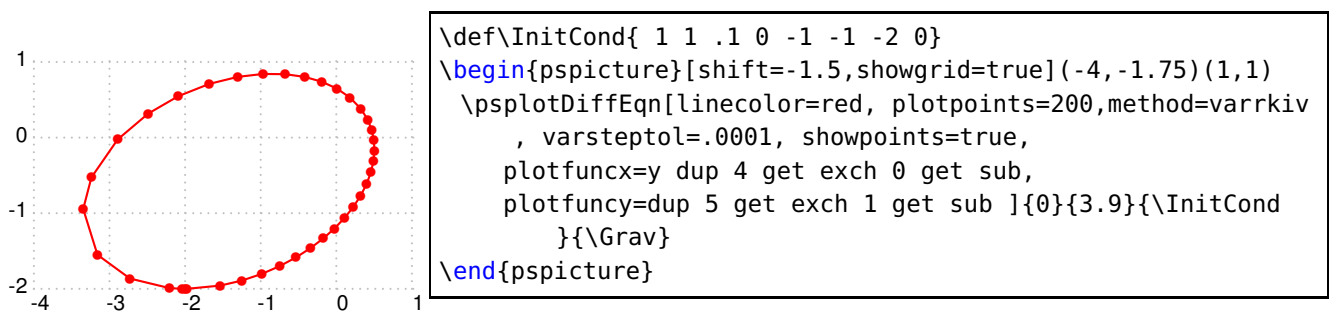 1
0
-1
-2
-4 -3 -2 -1 0 1
\def\InitCond{ 1 1 .1 0 -1 -1 -2 0}
\begin{pspicture}[shift=-1.5,showgrid=true](-4,-1.75)(1,1)
\psplotDiffEqn[linecolor=red, plotpoints=200,method=varrkiv
, varsteptol=.0001, showpoints=true,
plotfuncx=y dup 4 get exch 0 get sub,
plotfuncy=dup 5 get exch 1 get sub ]{0}{3.9}{\InitCond
}{\Grav}
\end{pspicture}